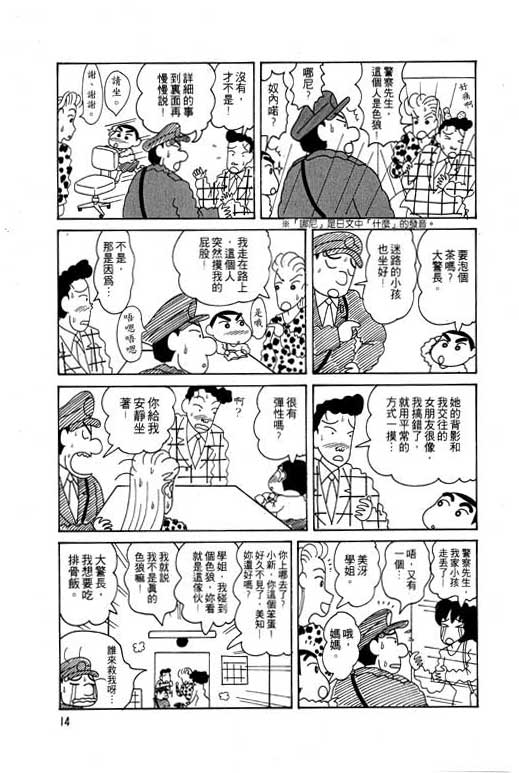 好痛啊
警察先生，
這個人是色狼！
哪尼？
奴內喏？
沒有，
才不是！
詳細的事
到裏面再
慢慢說！
請坐。
謝，謝謝。
※「哪尼」是日文中「什麼」的發音。
要泡個
茶嗎？
大警長。
迷路的小孩
也坐好！
是哦
我走在路上
，這個人
突然摸我的
屁股！
唔嗯唔嗯
不是，
那是因爲…
她的背影和
我交往的
女朋友很像
，我搞錯了，
就用平常的
方式一摸…
很有
彈性嗎？
啊？
你給我
安靜坐
著！
警察先生
，我家小孩
走丟了！
唔，又有
一個…
美沙
學姐。
哦，
媽媽。
你上哪去了？
小新，你這個笨蛋！
好久不見了，美知！
妳還好嗎？
學姐，我碰到
個色狼，妳看
就是這傢伙！
我就說
我不是真的
色狼嘛！
大警長，
我想要吃
排骨飯。
誰來救我呀…
14